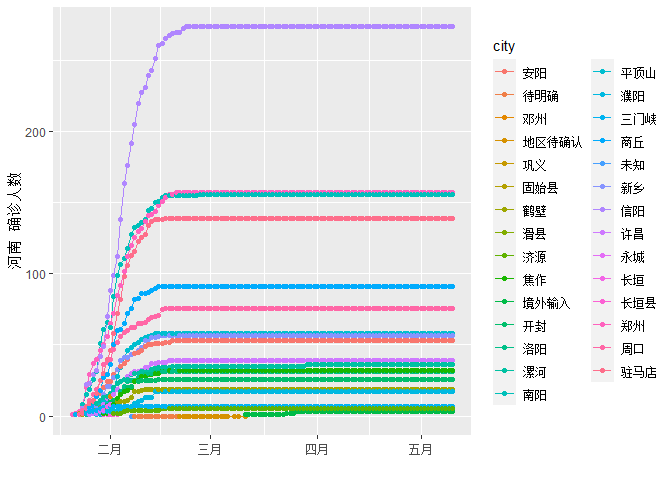 city
安阳
待明确
邓州
地区待确认
巩义
固始县
鹤壁
滑县
济源
焦作
境外输入
开封
洛阳
漯河
南阳
平顶山
濮阳
三门峡
商丘
未知
新乡
信阳
许昌
永城
长垣
长垣县
郑州
周口
驻马店
河南 确诊人数
200
100
0
二月
三月
四月
五月